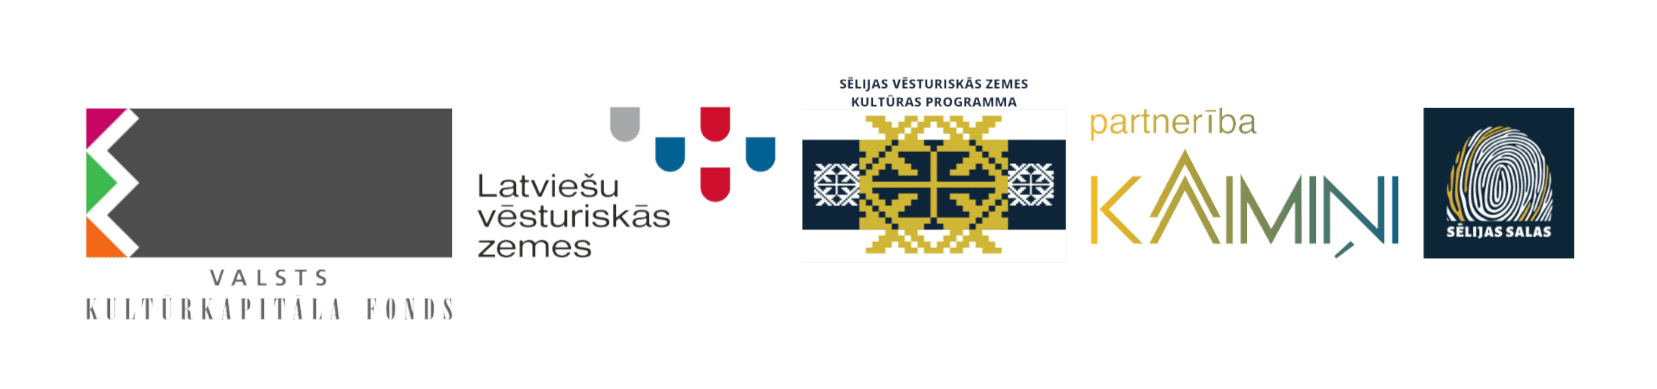 VALSTS
KULTŪRKAPITĀLA FONDS
Latviešu
vēsturiskās
zemes
SĒLIJAS VĒSTURISKĀS ZEMES
KULTŪRAS PROGRAMMA
partnerība
KAIMIŅI
SĒLIJAS SALAS